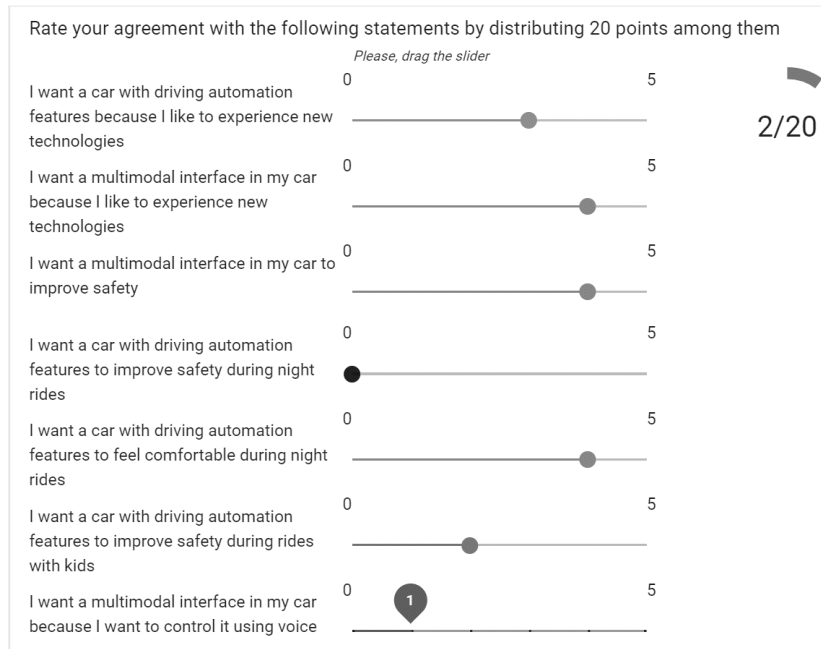 Rate your agreement with the following statements by distributing 20 points among them
Please, drag the slider
0 5
I want a car with driving automation
features because I like to experience new
technologies
2/20
0 5
I want a multimodal interface in my car
because I like to experience new
technologies
0 5
I want a multimodal interface in my car to
improve safety
0 5
I want a car with driving automation
features to improve safety during night
rides
0 5
I want a car with driving automation
features to feel comfortable during night
rides
0 5
I want a car with driving automation
features to improve safety during rides
with kids
0 5
I want a multimodal interface in my car
because I want to control it using voice
1